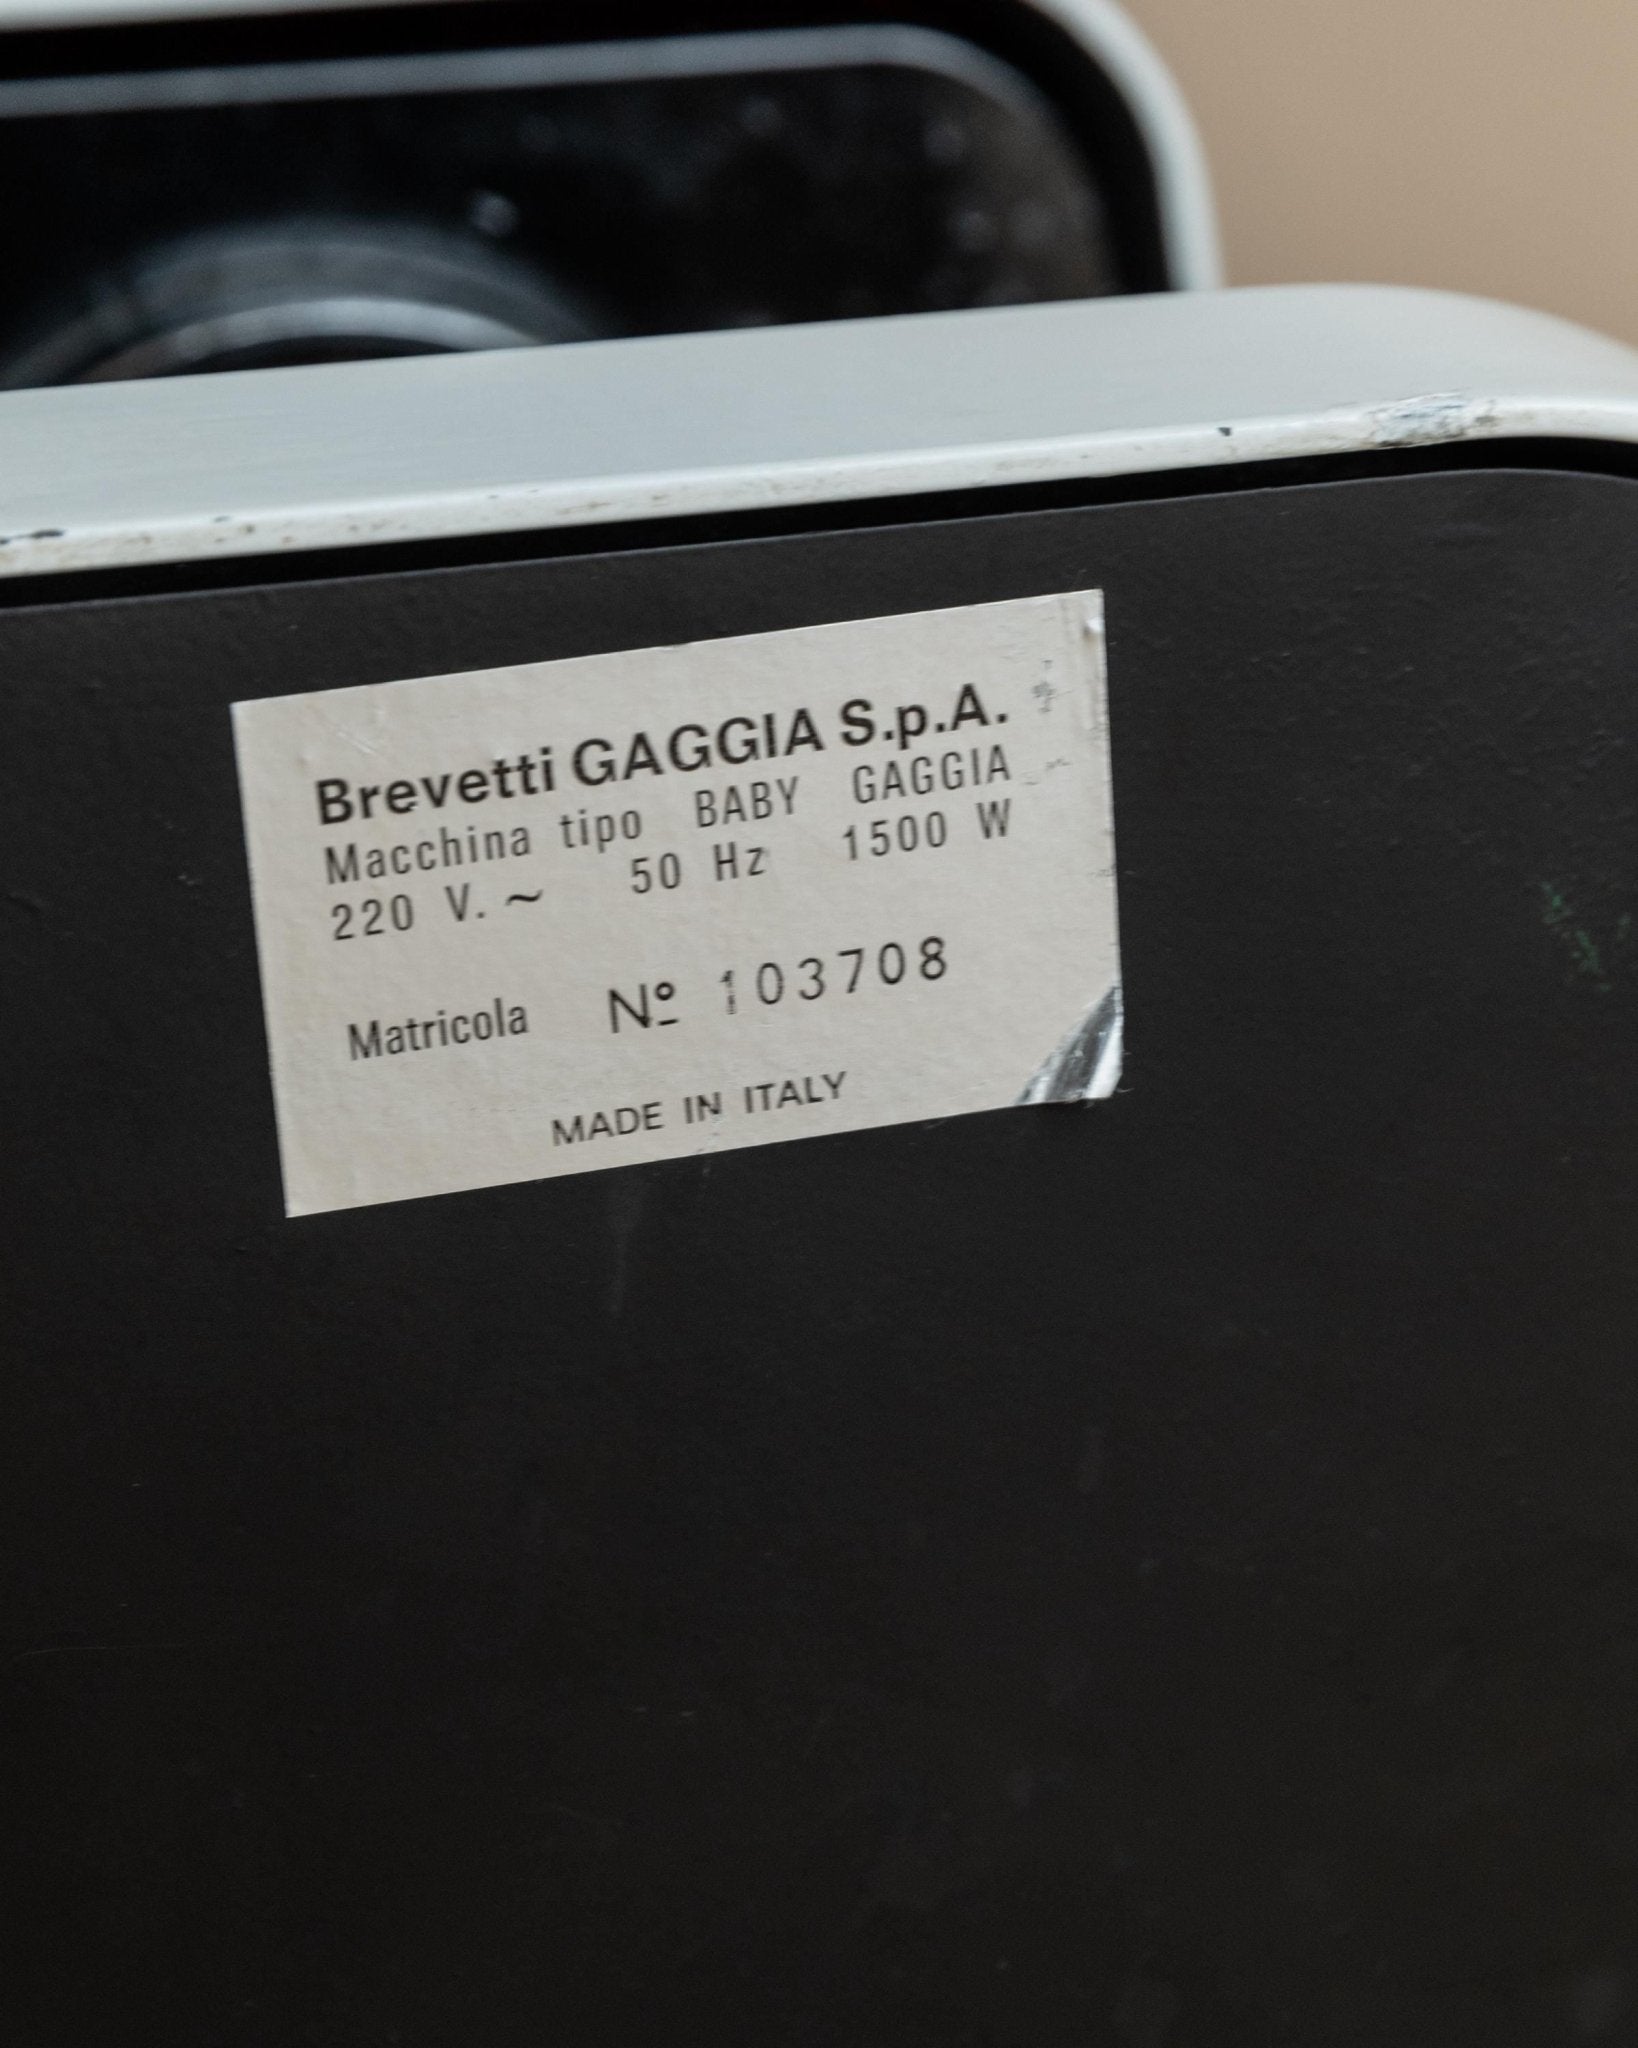 Brevetti GAGGIA S.p.A.
Macchina tipo BABY GAGGIA
220 V. ~ 50 Hz 1500 W
Matricola Nº 103708
MADE IN ITALY